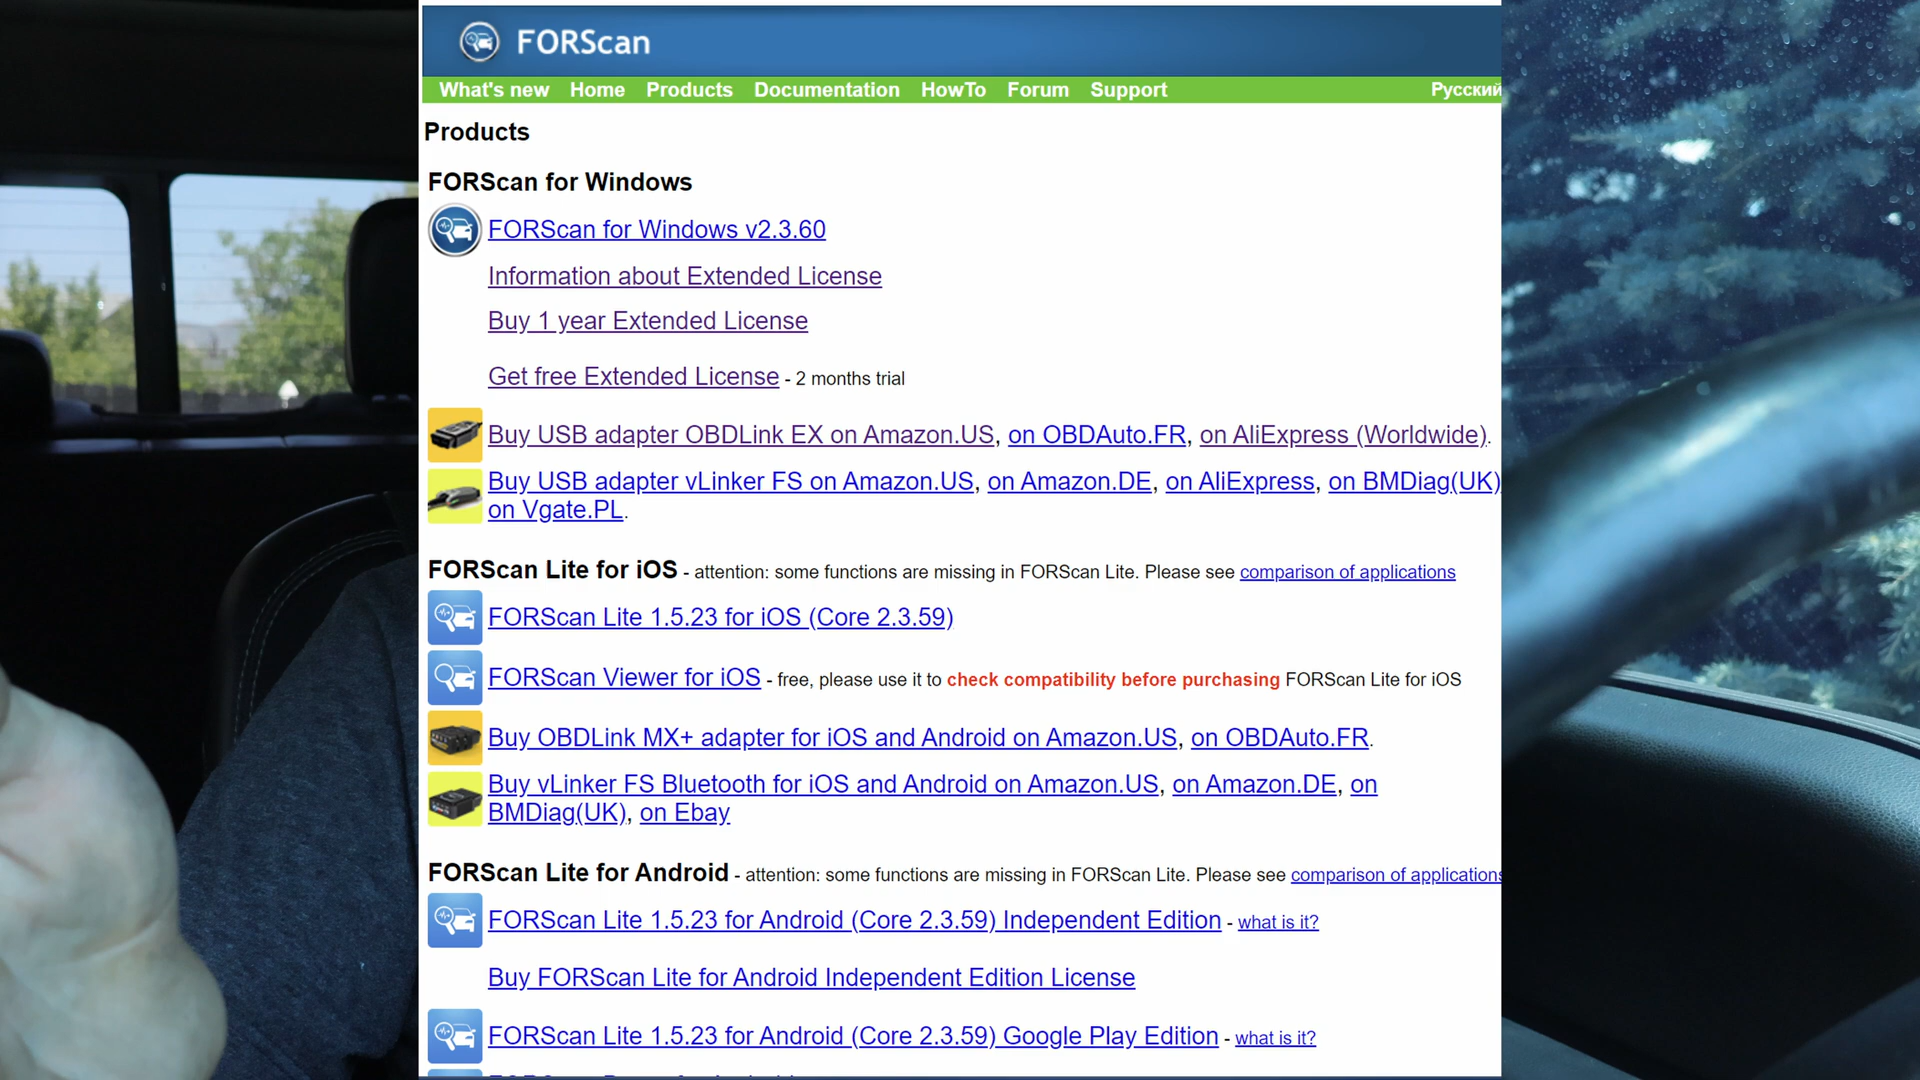 FORScan
What's new Home Products Documentation HowTo Forum Support Русский
Products
FORScan for Windows
FORScan for Windows v2.3.60
Information about Extended License
Buy 1 year Extended License
Get free Extended License - 2 months trial
Buy USB adapter OBDLink EX on Amazon.US, on OBDAuto.FR, on AliExpress (Worldwide).
Buy USB adapter vLinker FS on Amazon.US, on Amazon.DE, on AliExpress, on BMDiag(UK)
on Vgate.PL.
FORScan Lite for iOS - attention: some functions are missing in FORScan Lite. Please see comparison of applications
FORScan Lite 1.5.23 for iOS (Core 2.3.59)
FORScan Viewer for iOS - free, please use it to check compatibility before purchasing FORScan Lite for iOS
Buy OBDLink MX+ adapter for iOS and Android on Amazon.US, on OBDAuto.FR.
Buy vLinker FS Bluetooth for iOS and Android on Amazon.US, on Amazon.DE, on
BMDiag(UK), on Ebay
FORScan Lite for Android - attention: some functions are missing in FORScan Lite. Please see comparison of applications
FORScan Lite 1.5.23 for Android (Core 2.3.59) Independent Edition - what is it?
Buy FORScan Lite for Android Independent Edition License
FORScan Lite 1.5.23 for Android (Core 2.3.59) Google Play Edition - what is it?